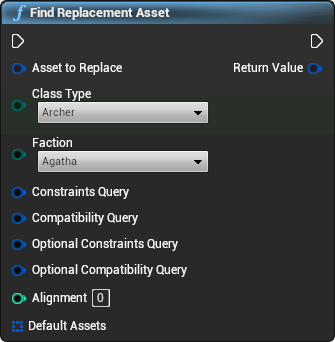 f Find Replacement Asset
Asset to Replace Return Value
Class Type
Archer
Faction
Agatha
Constraints Query
Compatibility Query
Optional Constraints Query
Optional Compatibility Query
Alignment 0
Default Assets